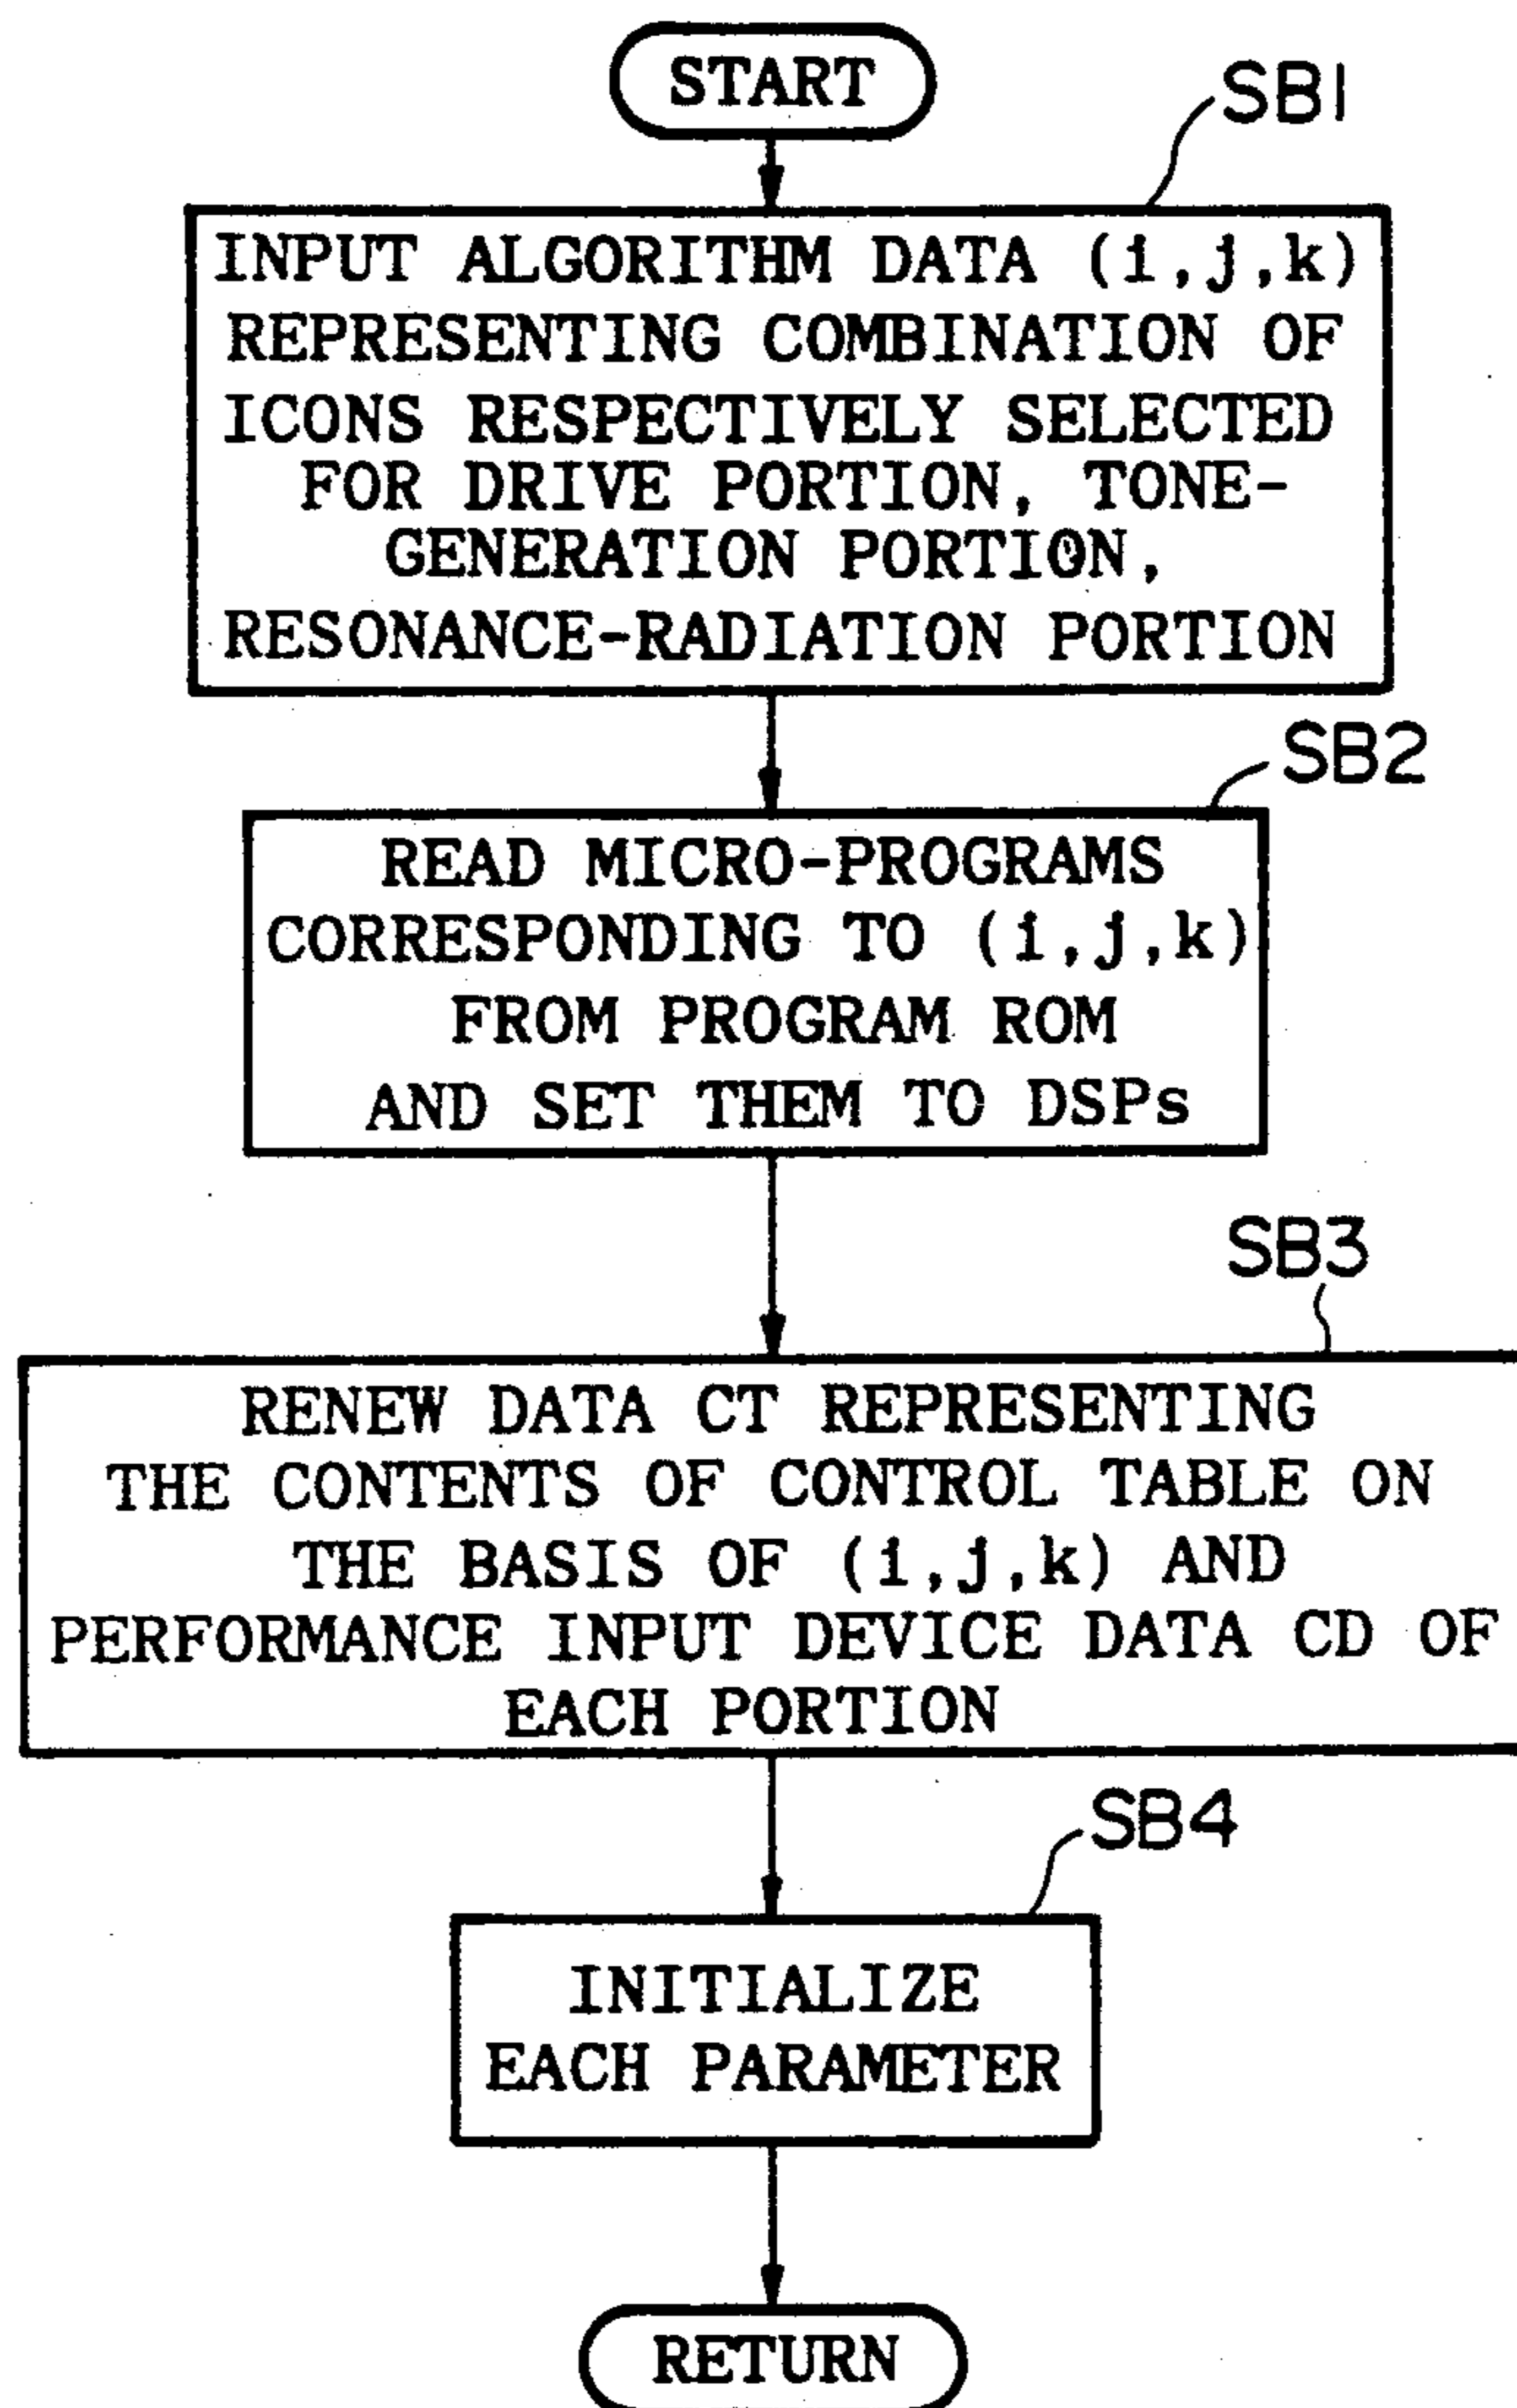 START
SB1
INPUT ALGORITHM DATA (i,j,k)
REPRESENTING COMBINATION OF
ICONS RESPECTIVELY SELECTED
FOR DRIVE PORTION, TONE-
GENERATION PORTION,
RESONANCE-RADIATION PORTION
SB2
READ MICRO-PROGRAMS
CORRESPONDING TO (i,j,k)
FROM PROGRAM ROM
AND SET THEM TO DSPs
SB3
RENEW DATA CT REPRESENTING
THE CONTENTS OF CONTROL TABLE ON
THE BASIS OF (i,j,k) AND
PERFORMANCE INPUT DEVICE DATA CD OF
EACH PORTION
SB4
INITIALIZE
EACH PARAMETER
RETURN